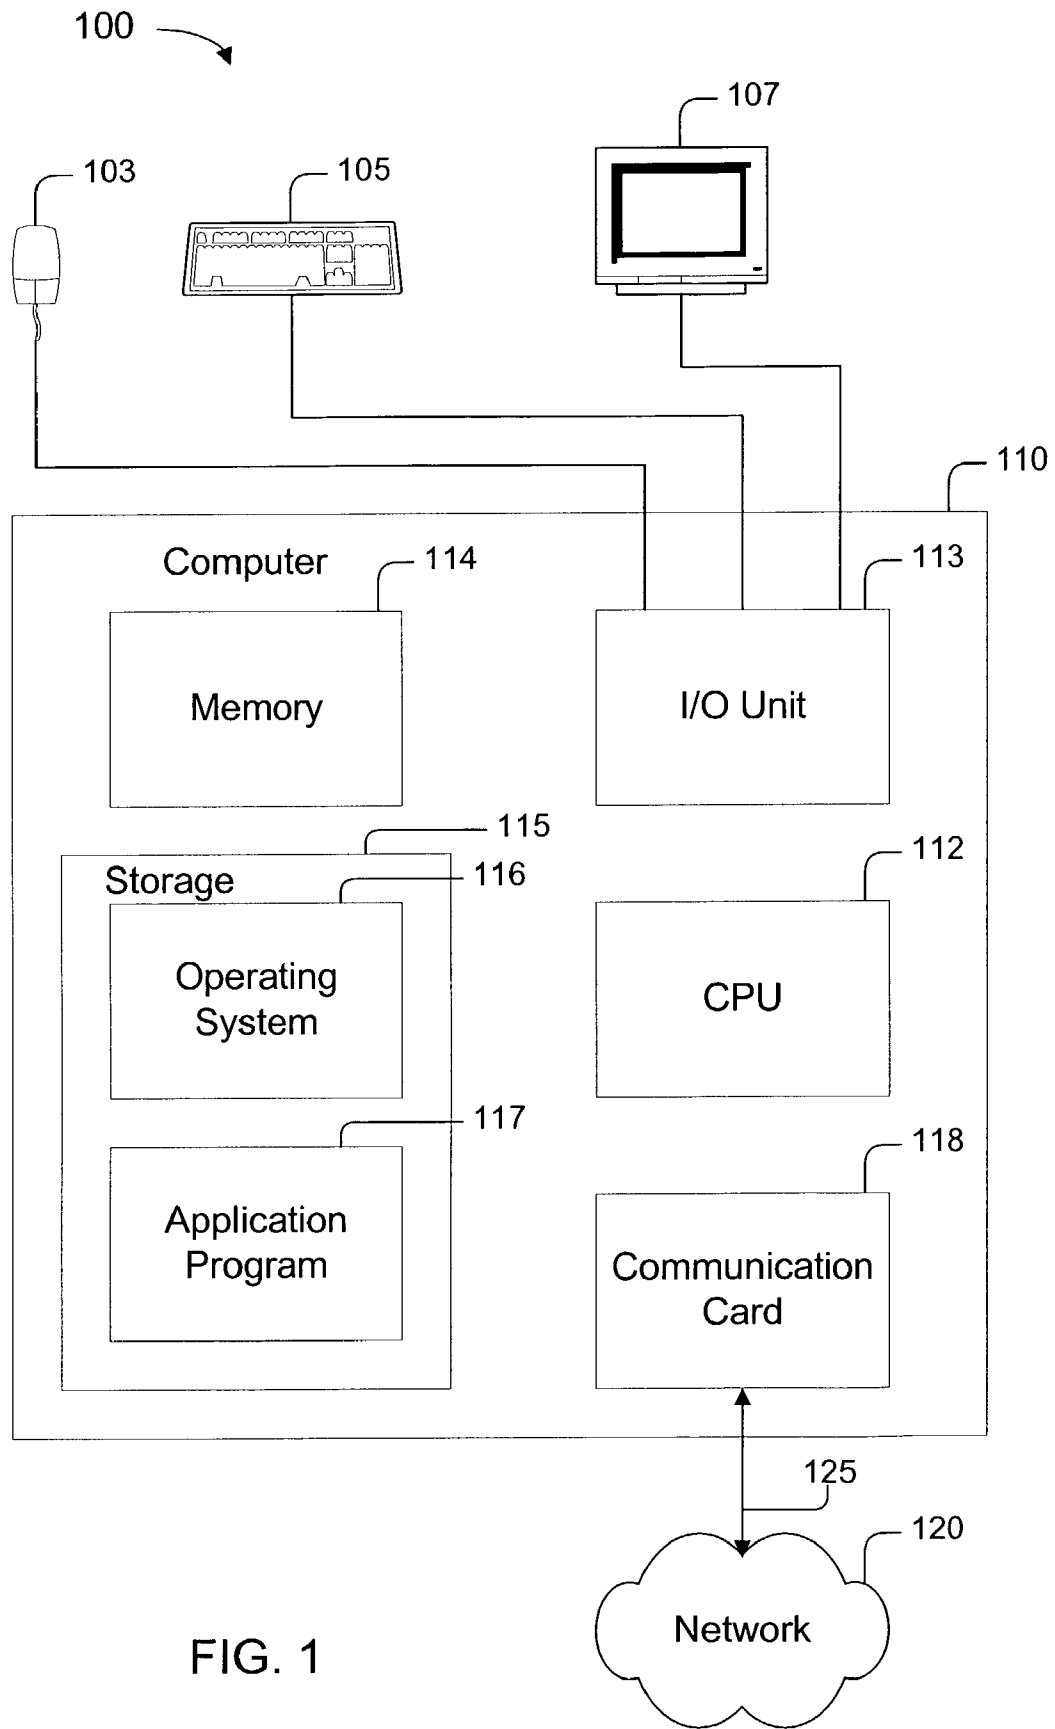 100
107
103
105
110
Computer
114
113
Memory
I/O Unit
115
Storage
116
112
Operating
System
CPU
117
118
Application
Program
Communication
Card
125
120
Network
FIG. 1